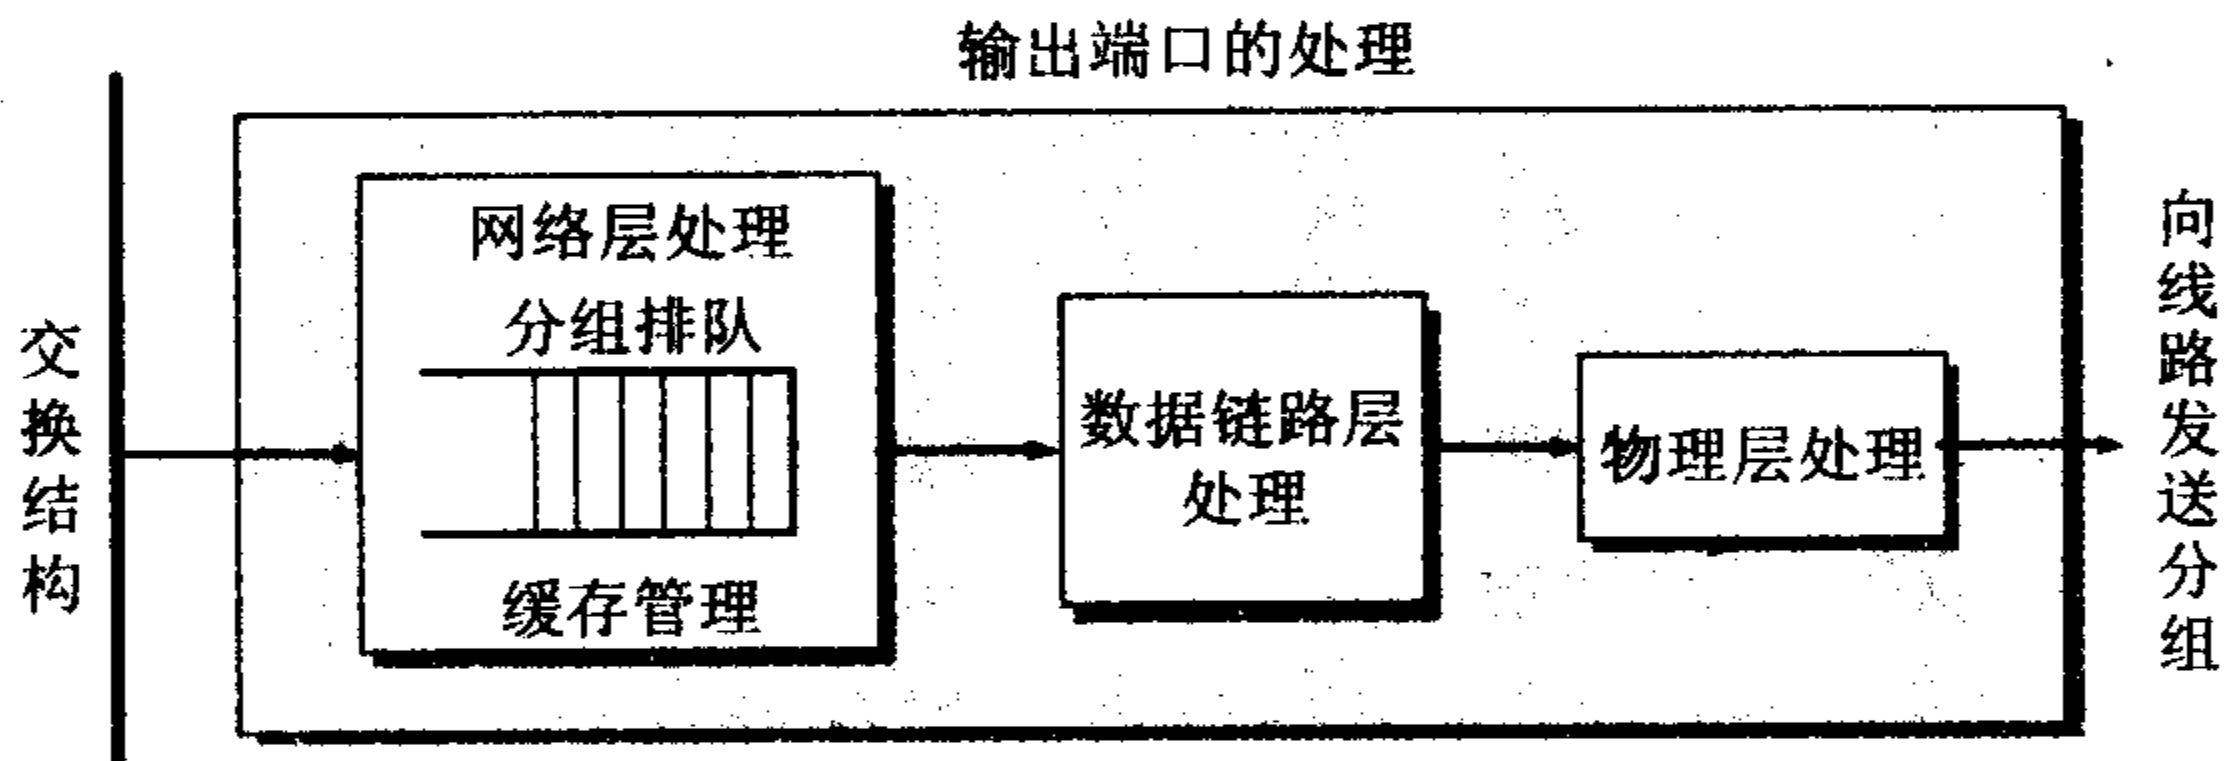 输出端口的处理
交换结构
网络层处理
分组排队
缓存管理
数据链路层
处理
物理层处理
向线路发送分组